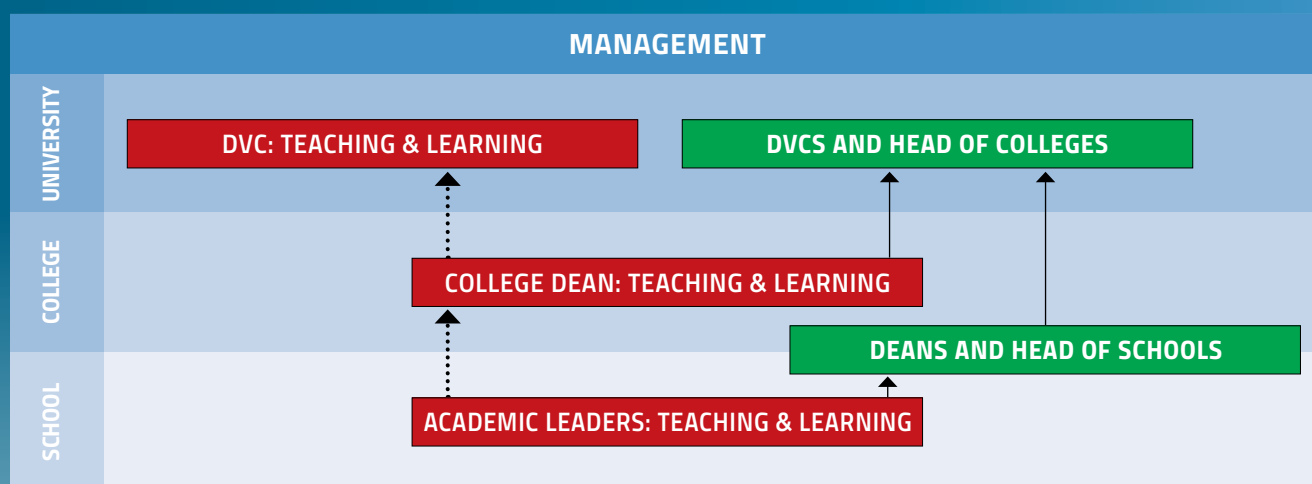 MANAGEMENT
UNIVERSITY
DVC: TEACHING & LEARNING
DVCS AND HEAD OF COLLEGES
COLLEGE
COLLEGE DEAN: TEACHING & LEARNING
DEANS AND HEAD OF SCHOOLS
SCHOOL
ACADEMIC LEADERS: TEACHING & LEARNING